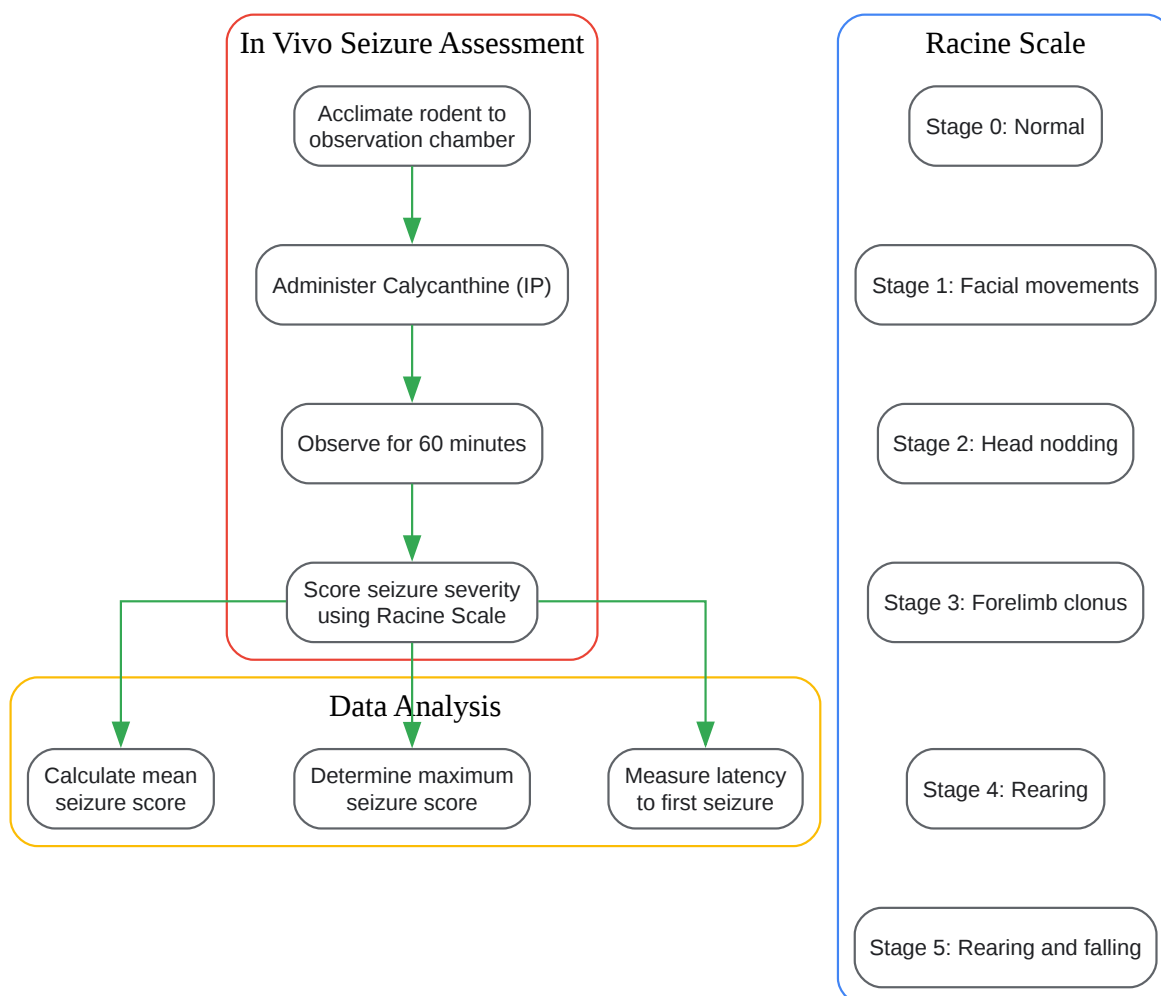 In Vivo Seizure Assessment
Acclimate rodent to
observation chamber
Administer Calycanthine (IP)
Observe for 60 minutes
Score seizure severity
using Racine Scale
Data Analysis
Calculate mean
seizure score
Determine maximum
seizure score
Measure latency
to first seizure
Racine Scale
Stage 0: Normal
Stage 1: Facial movements
Stage 2: Head nodding
Stage 3: Forelimb clonus
Stage 4: Rearing
Stage 5: Rearing and falling